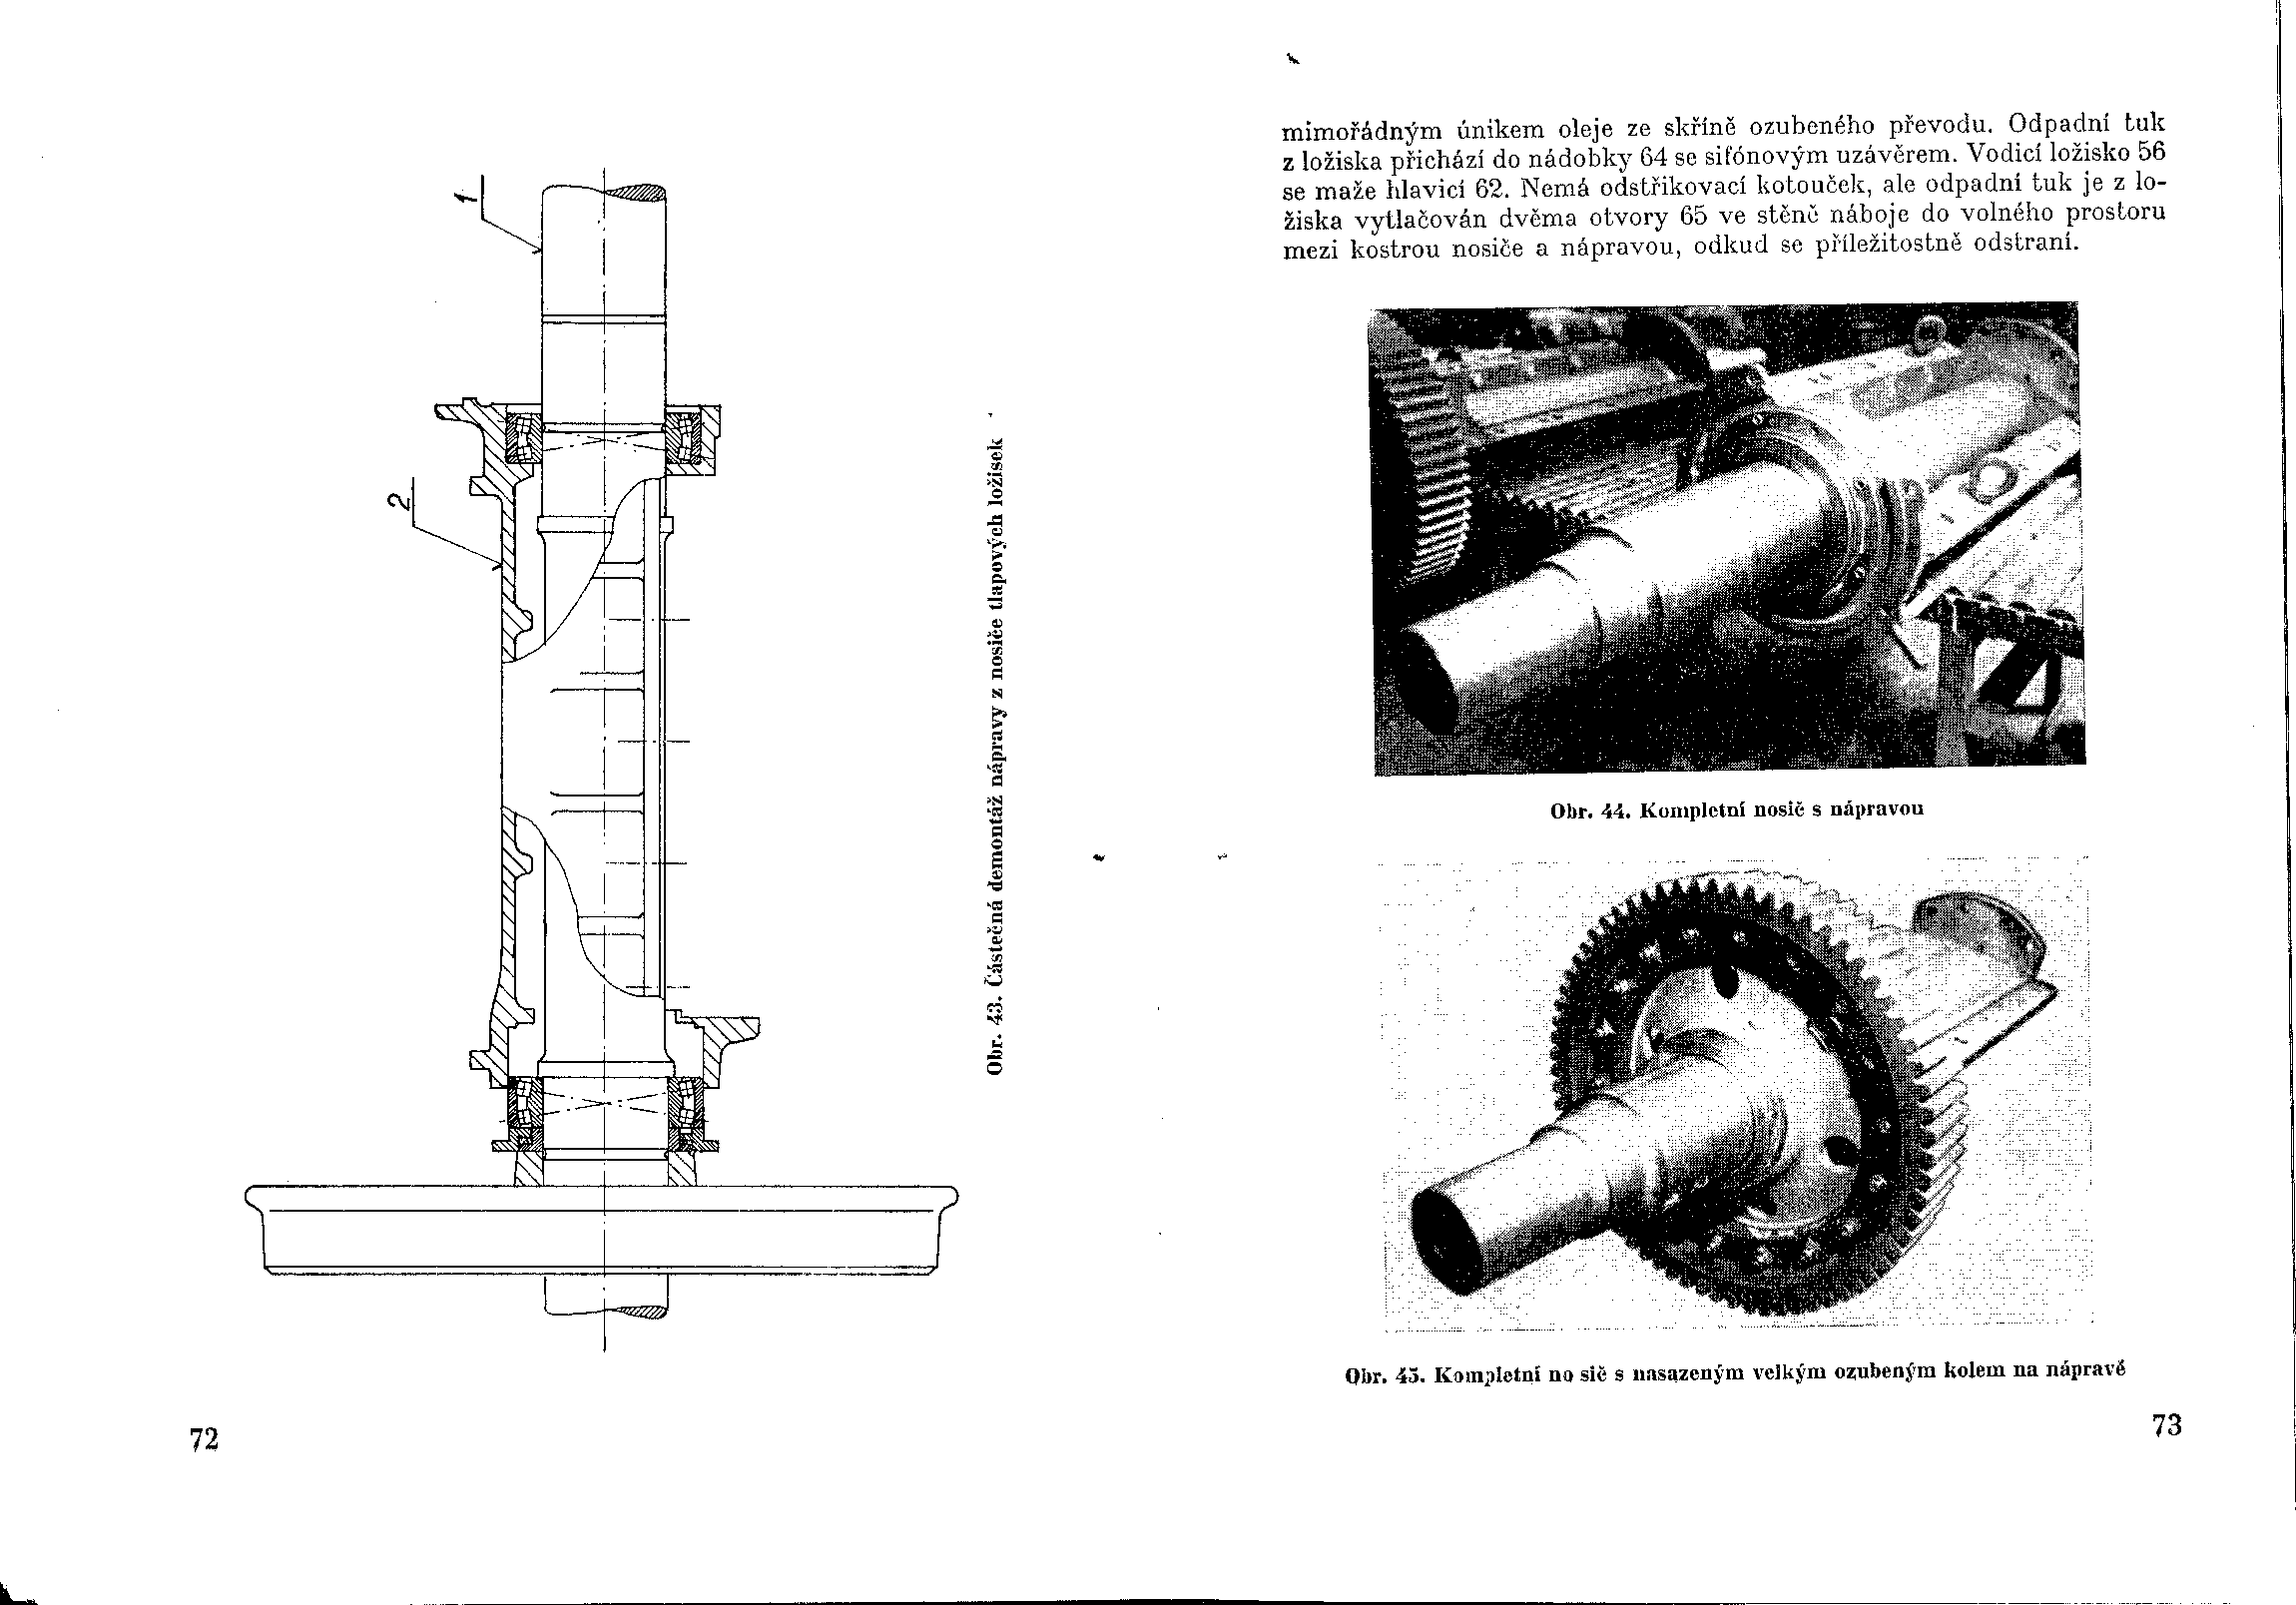 1
2
Obr. 43. Částečná demontáž nápravy z nosiče tlapových ložisek
72
mimořádným únikem oleje ze skříně ozubeného převodu. Odpadní tuk
z ložiska přichází do nádobky 64 se sifónovým uzávěrem. Vodicí ložisko 56
se maže hlavicí 62. Nemá odstřikovací kotouček, ale odpadní tuk je z lo-
žiska vytlačován dvěma otvory 65 ve stěně náboje do volného prostoru
mezi kostrou nosiče a nápravou, odkud se příležitostně odstraní.
Obr. 44. Kompletní nosič s nápravou
Obr. 45. Kompletní no sič s nasazeným velkým ozubeným kolem na nápravě
73